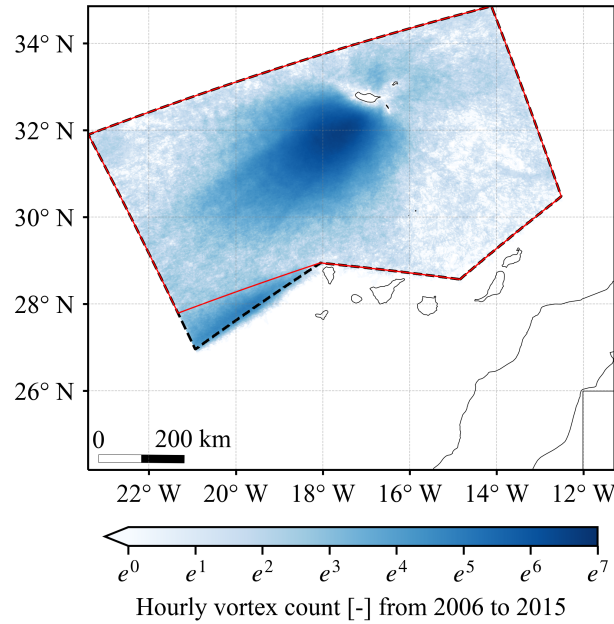 34° N
32° N
30° N
28° N
26° N
0 200 km
22° W 20° W 18° W 16° W 14° W 12° W
e⁰ e¹ e² e³ e⁴ e⁵ e⁶ e⁷
Hourly vortex count [-] from 2006 to 2015